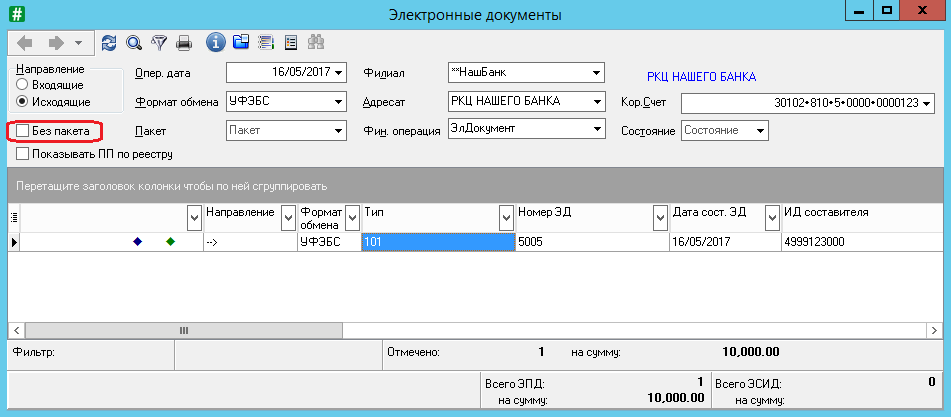 Электронные документы
Направление
Входящие
Исходящие
Без пакета
Показывать ПП по реестру
Опер. дата 16/05/2017 Филиал **НашБанк РКЦ НАШЕГО БАНКА
Формат обмена УФЭБС Адресат РКЦ НАШЕГО БАНКА Кор.Счет 30102•810•5•0000•0000123
Пакет Пакет Фин. операция ЭлДокумент Состояние Состояние
Перетащите заголовок колонки чтобы по ней сгруппировать
Направление Формат обмена Тип Номер ЭД Дата сост. ЭД ИД составителя
--> УФЭБС 101 5005 16/05/2017 4999123000
Фильтр: Отмечено: 1 на сумму: 10,000.00
Всего ЭПД: 1 Всего ЭСИД: 0
на сумму: 10,000.00 на сумму: